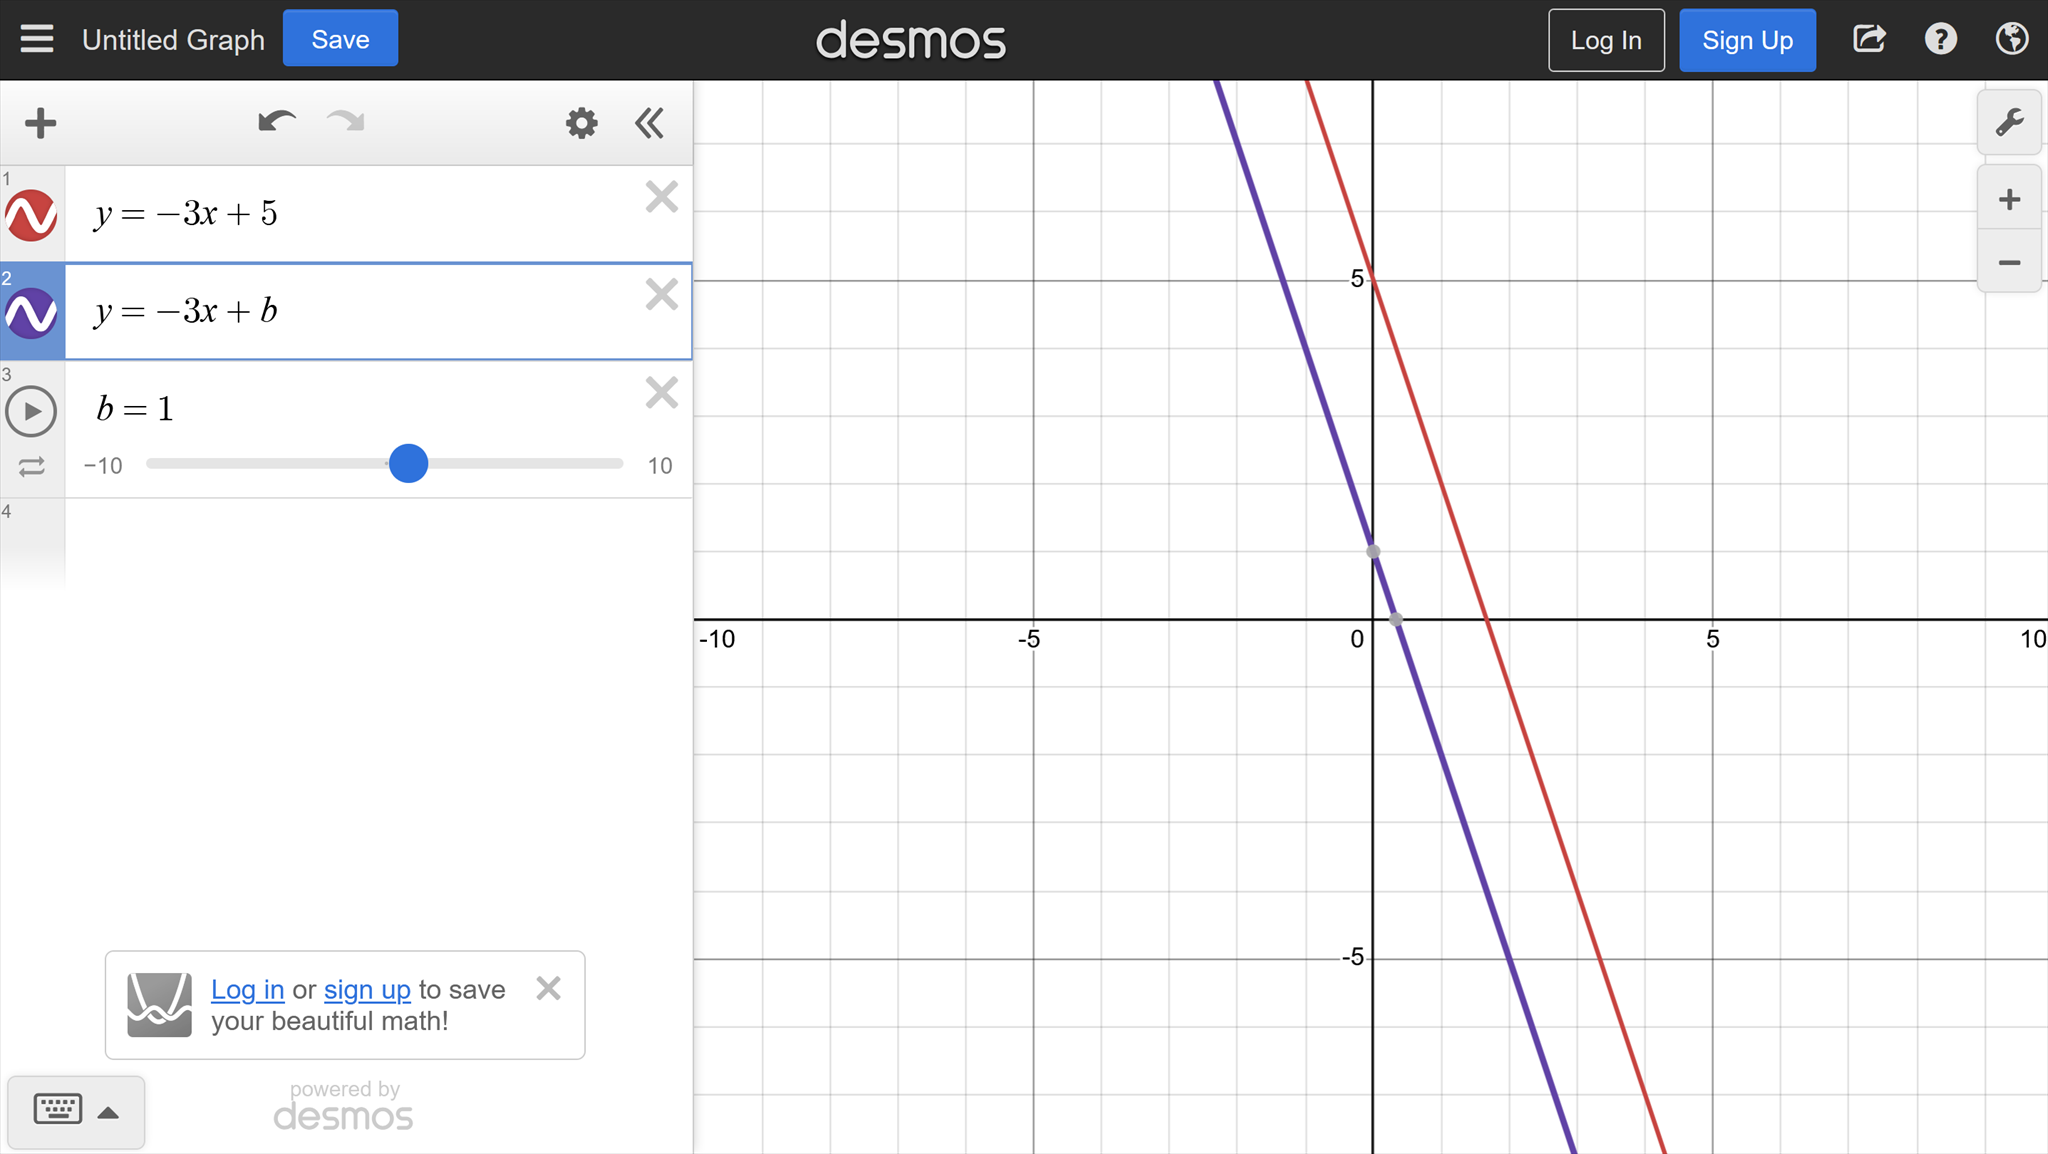 Untitled Graph
Save
desmos
Log In
Sign Up
?
1
y = −3x + 5
2
y = −3x + b
3
b = 1
−10
10
4
Log in or sign up to save
your beautiful math!
powered by
desmos
5
-10
-5
0
5
10
-5